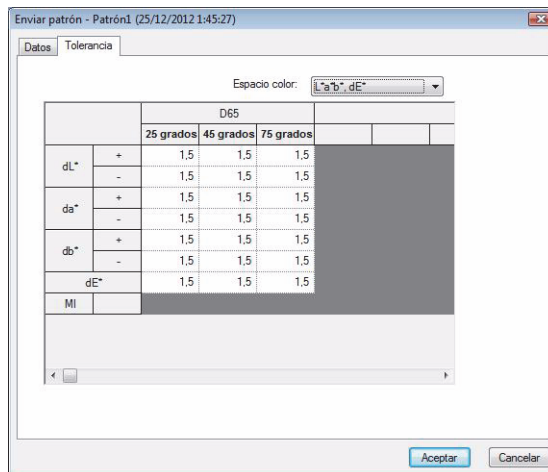 Enviar patrón - Patrón1 (25/12/2012 1:45:27)
Datos Tolerancia
Espacio color: L*a*b*, dE*
D65
25 grados 45 grados 75 grados
dL* + 1,5 1,5 1,5
- 1,5 1,5 1,5
da* + 1,5 1,5 1,5
- 1,5 1,5 1,5
db* + 1,5 1,5 1,5
- 1,5 1,5 1,5
dE* 1,5 1,5 1,5
MI
Aceptar Cancelar